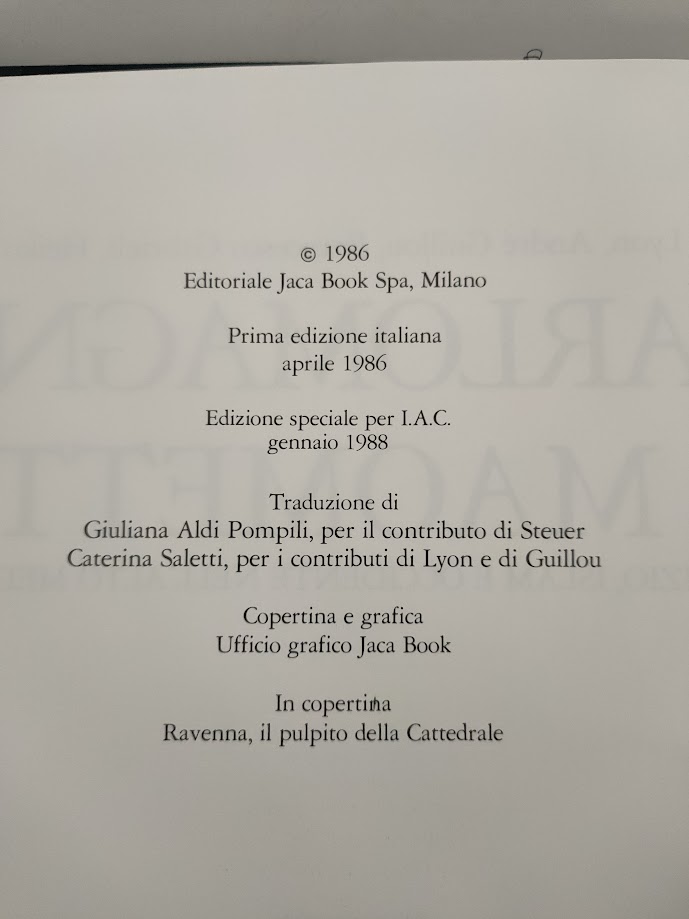 © 1986
Editoriale Jaca Book Spa, Milano
Prima edizione italiana
aprile 1986
Edizione speciale per I.A.C.
gennaio 1988
Traduzione di
Giuliana Aldi Pompili, per il contributo di Steuer
Caterina Saletti, per i contributi di Lyon e di Guillou
Copertina e grafica
Ufficio grafico Jaca Book
In copertina
Ravenna, il pulpito della Cattedrale